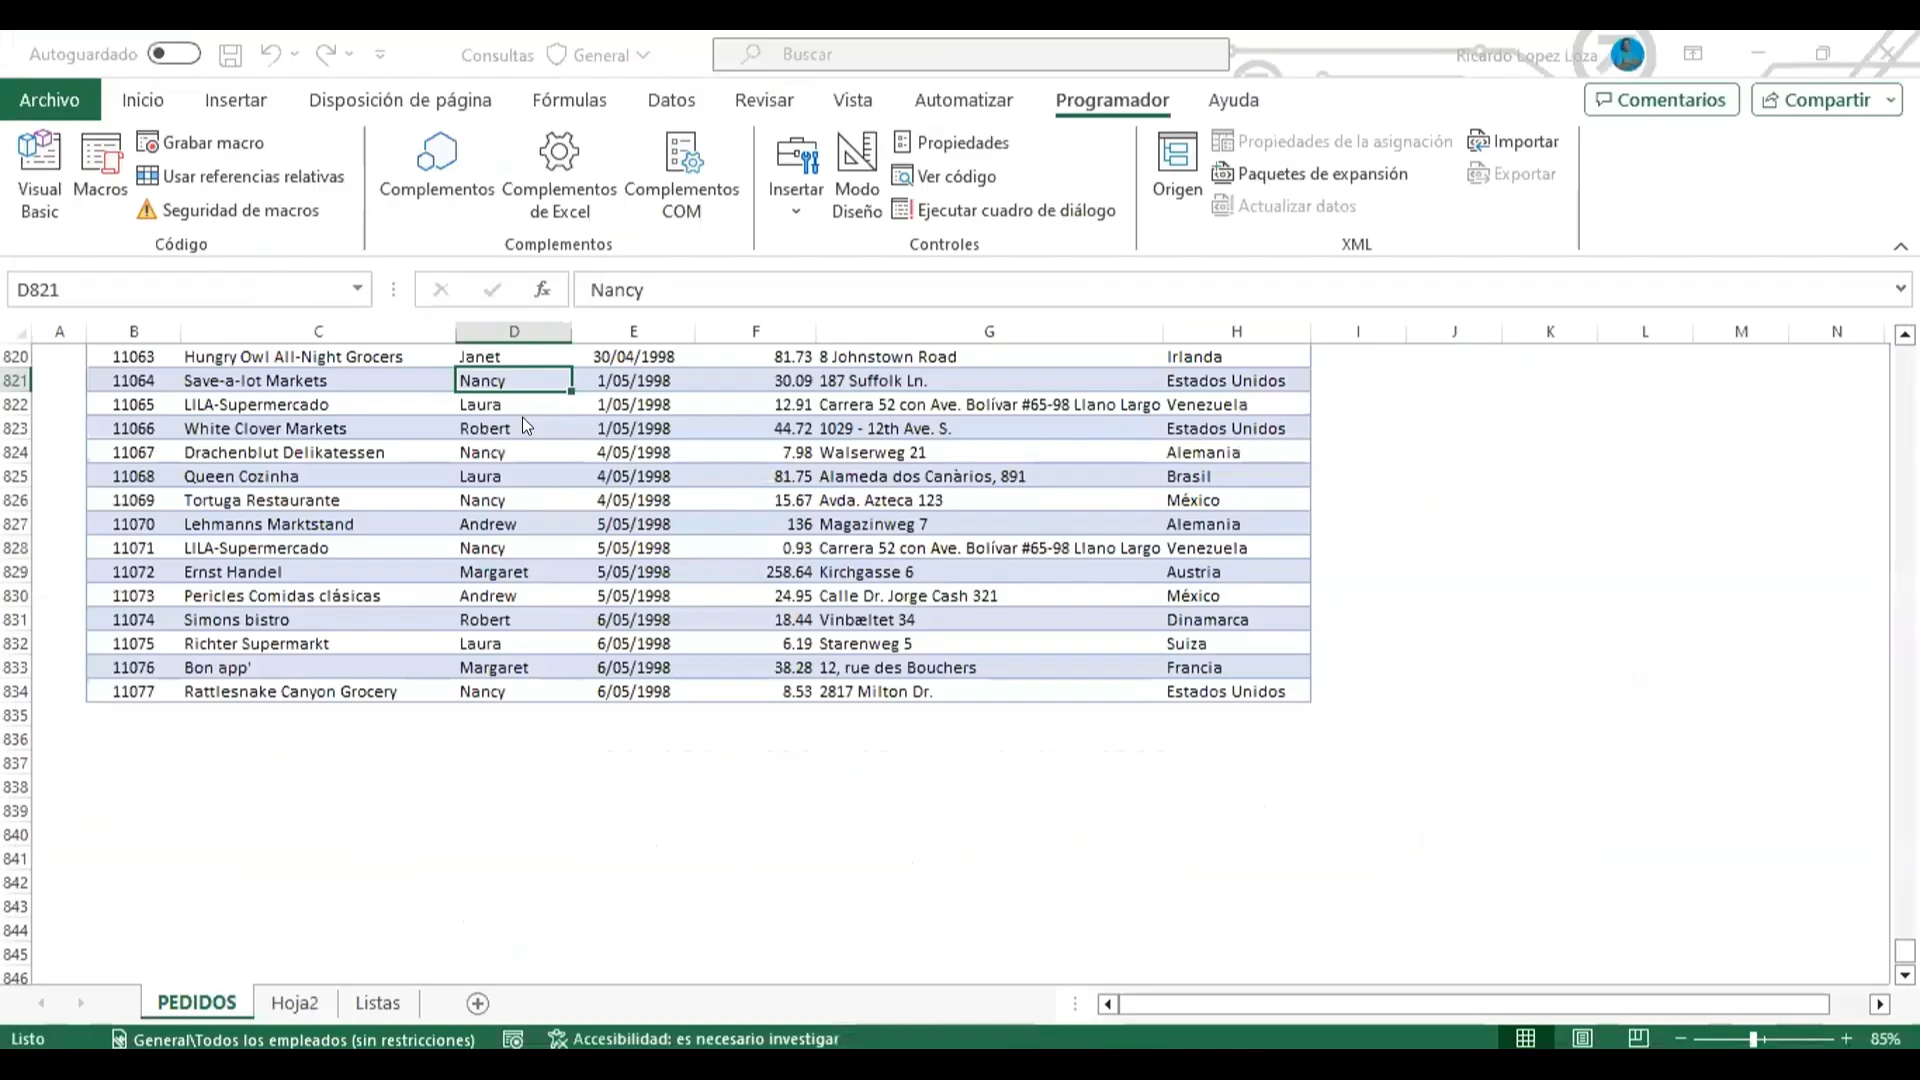 Autoguardado Consultas General Buscar Ricardo Lopez Loza
Archivo Inicio Insertar Disposición de página Fórmulas Datos Revisar Vista Automatizar Programador Ayuda Comentarios Compartir
Visual Basic
Macros
Grabar macro
Usar referencias relativas
Seguridad de macros
Código
Complementos
Complementos de Excel
Complementos COM
Complementos
Insertar
Modo Diseño
Propiedades
Ver código
Ejecutar cuadro de diálogo
Controles
Origen
Propiedades de la asignación
Paquetes de expansión
Actualizar datos
Importar
Exportar
XML
D821 fx Nancy
A B C D E F G H I J K L M N
820 11063 Hungry Owl All-Night Grocers Janet 30/04/1998 81.73 8 Johnstown Road Irlanda
821 11064 Save-a-lot Markets Nancy 1/05/1998 30.09 187 Suffolk Ln. Estados Unidos
822 11065 LILA-Supermercado Laura 1/05/1998 12.91 Carrera 52 con Ave. Bolívar #65-98 Llano Largo Venezuela
823 11066 White Clover Markets Robert 1/05/1998 44.72 1029 - 12th Ave. S. Estados Unidos
824 11067 Drachenblut Delikatessen Nancy 4/05/1998 7.98 Walserweg 21 Alemania
825 11068 Queen Cozinha Laura 4/05/1998 81.75 Alameda dos Canàrios, 891 Brasil
826 11069 Tortuga Restaurante Nancy 4/05/1998 15.67 Avda. Azteca 123 México
827 11070 Lehmanns Marktstand Andrew 5/05/1998 136 Magazinweg 7 Alemania
828 11071 LILA-Supermercado Nancy 5/05/1998 0.93 Carrera 52 con Ave. Bolívar #65-98 Llano Largo Venezuela
829 11072 Ernst Handel Margaret 5/05/1998 258.64 Kirchgasse 6 Austria
830 11073 Pericles Comidas clásicas Andrew 5/05/1998 24.95 Calle Dr. Jorge Cash 321 México
831 11074 Simons bistro Robert 6/05/1998 18.44 Vinbæltet 34 Dinamarca
832 11075 Richter Supermarkt Laura 6/05/1998 6.19 Starenweg 5 Suiza
833 11076 Bon app' Margaret 6/05/1998 38.28 12, rue des Bouchers Francia
834 11077 Rattlesnake Canyon Grocery Nancy 6/05/1998 8.53 2817 Milton Dr. Estados Unidos
835
836
837
838
839
840
841
842
843
844
845
846
PEDIDOS Hoja2 Listas
Listo General\Todos los empleados (sin restricciones) Accesibilidad: es necesario investigar 85%